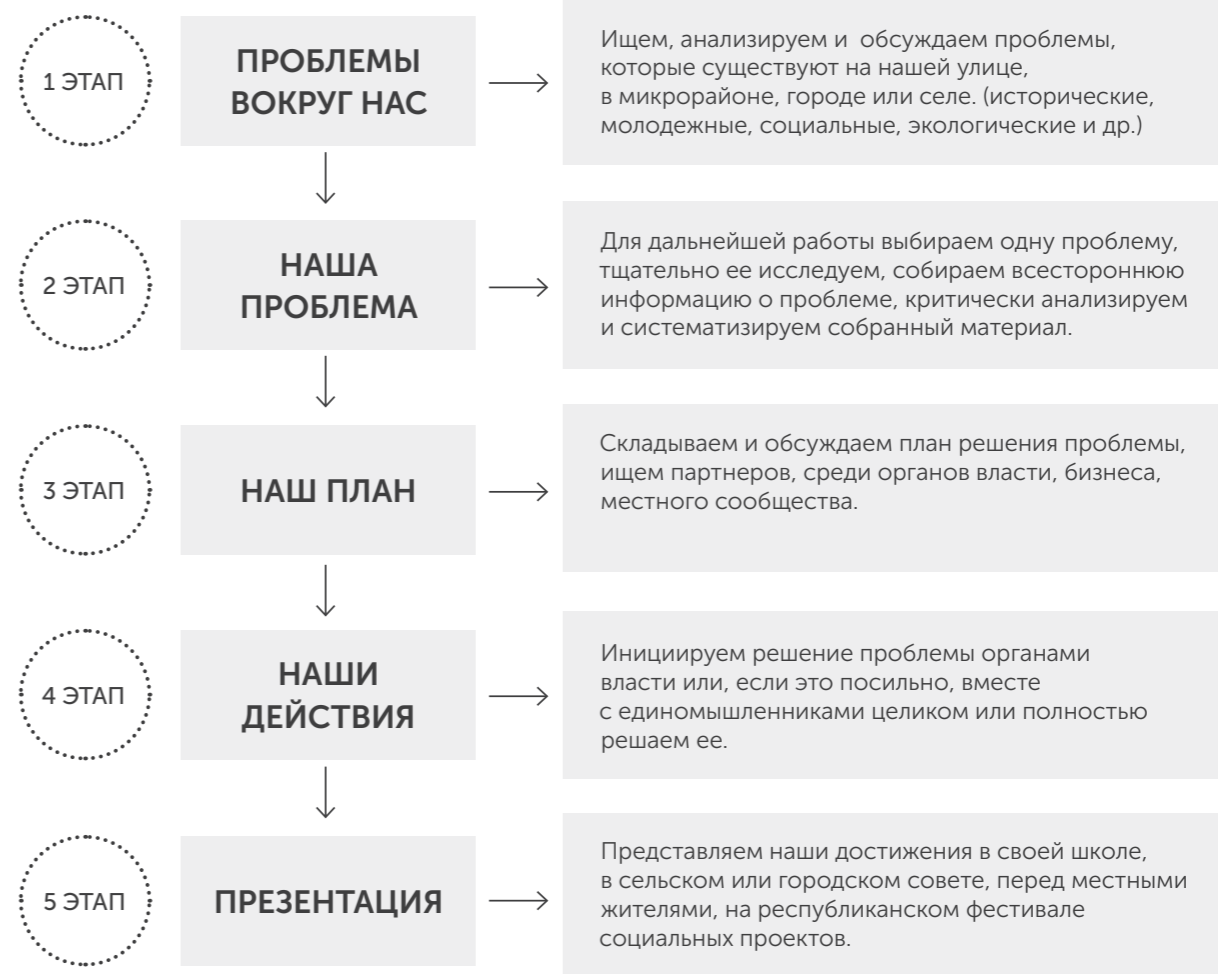 1 ЭТАП
ПРОБЛЕМЫ
ВОКРУГ НАС
Ищем, анализируем и обсуждаем проблемы,
которые существуют на нашей улице,
в микрорайоне, городе или селе. (исторические,
молодежные, социальные, экологические и др.)
2 ЭТАП
НАША
ПРОБЛЕМА
Для дальнейшей работы выбираем одну проблему,
тщательно ее исследуем, собираем всестороннюю
информацию о проблеме, критически анализируем
и систематизируем собранный материал.
3 ЭТАП
НАШ ПЛАН
Складываем и обсуждаем план решения проблемы,
ищем партнеров, среди органов власти, бизнеса,
местного сообщества.
4 ЭТАП
НАШИ
ДЕЙСТВИЯ
Инициируем решение проблемы органами
власти или, если это посильно, вместе
с единомышленниками целиком или полностью
решаем ее.
5 ЭТАП
ПРЕЗЕНТАЦИЯ
Представляем наши достижения в своей школе,
в сельском или городском совете, перед местными
жителями, на республиканском фестивале
социальных проектов.